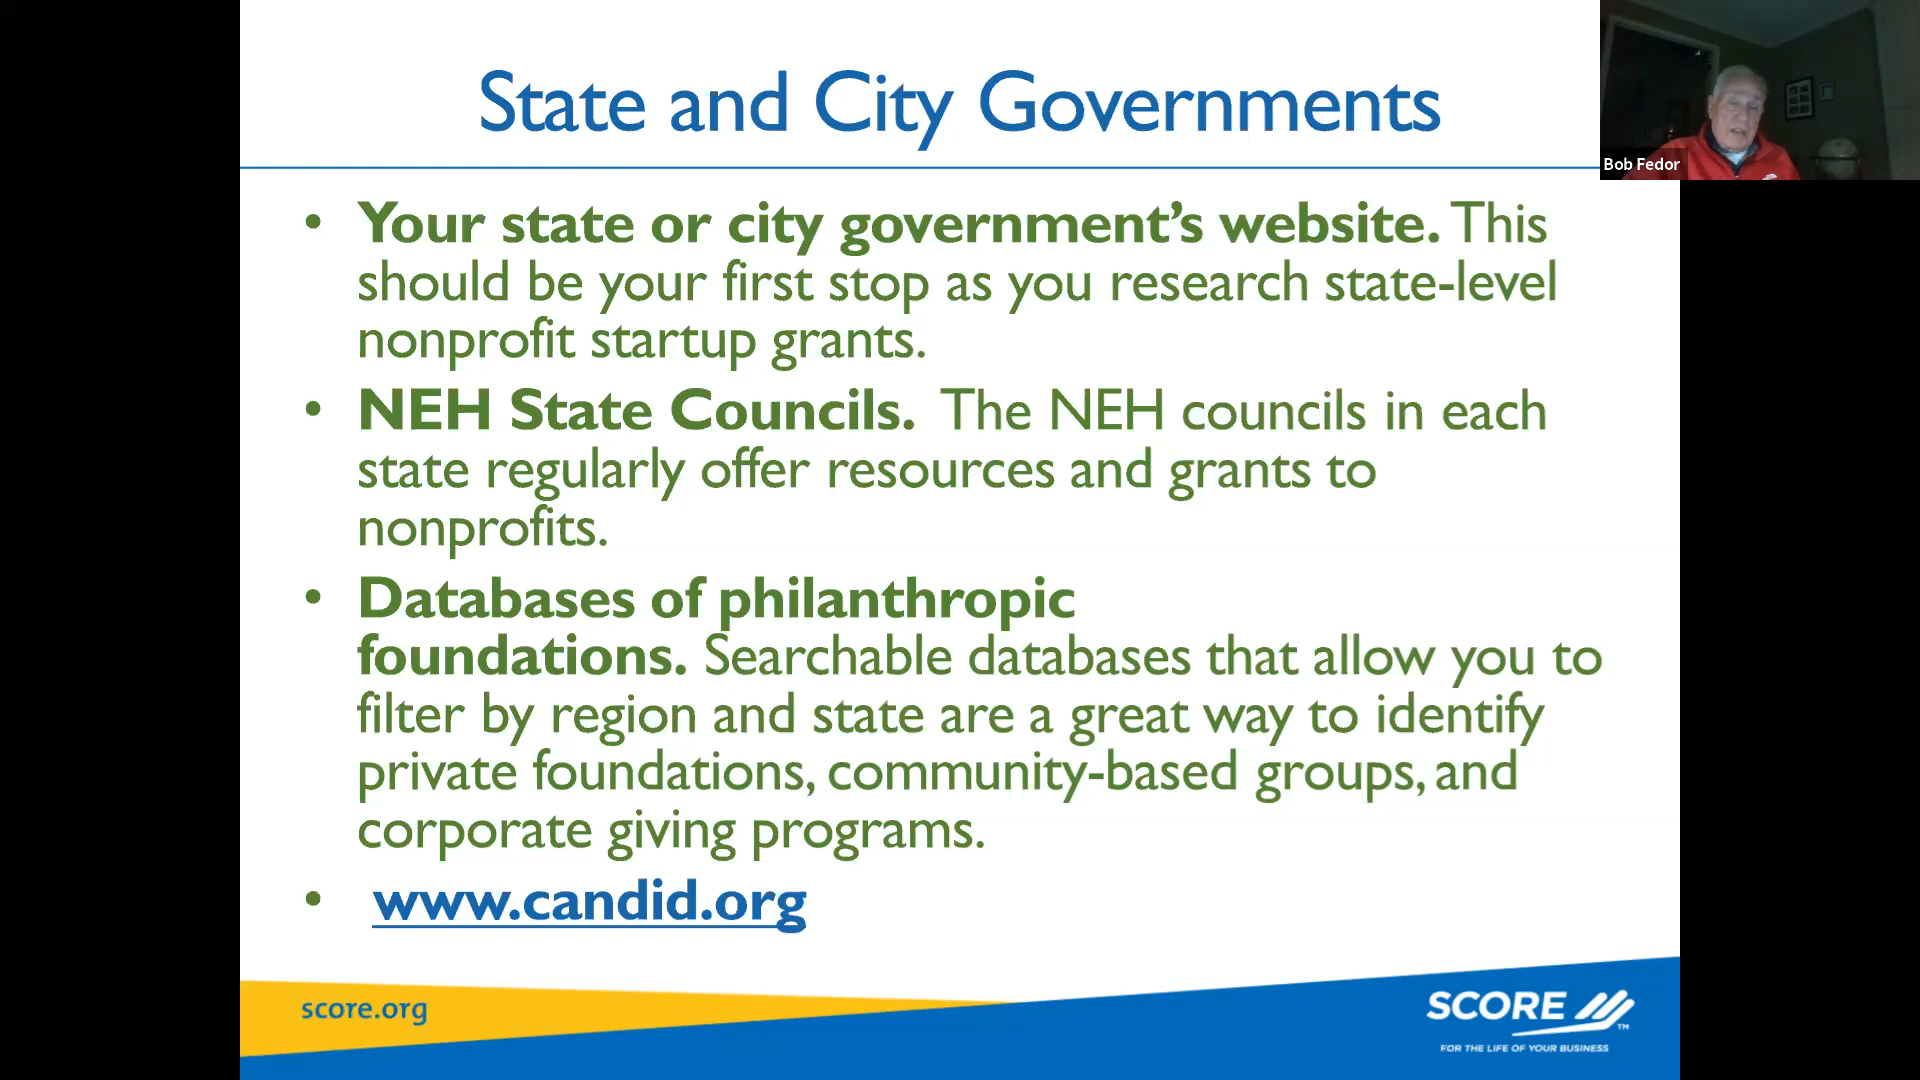 State and City Governments
Bob Fedor
• Your state or city government’s website. This
should be your first stop as you research state-level
nonprofit startup grants.
• NEH State Councils. The NEH councils in each
state regularly offer resources and grants to
nonprofits.
• Databases of philanthropic
foundations. Searchable databases that allow you to
filter by region and state are a great way to identify
private foundations, community-based groups, and
corporate giving programs.
• www.candid.org
score.org
SCORE
TM
FOR THE LIFE OF YOUR BUSINESS